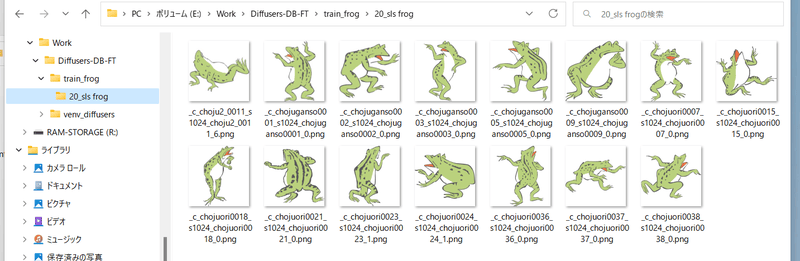 PC > ボリューム (E:) > Work > Diffusers-DB-FT > train_frog > 20_sls frog
20_sls frogの検索
Work
Diffusers-DB-FT
train_frog
20_sls frog
venv_diffusers
RAM-STORAGE (R:)
ライブラリ
カメラ ロール
ドキュメント
ピクチャ
ビデオ
ミュージック
保存済みの写真
_c_choju2_0011_s
1024_choju2_001
1_6.png
_c_chojuganso00
01_s1024_chojug
anso0001_0.png
_c_chojuganso00
02_s1024_chojug
anso0002_0.png
_c_chojuganso00
03_s1024_chojug
anso0003_0.png
_c_chojuganso00
05_s1024_chojug
anso0005_0.png
_c_chojuganso00
09_s1024_chojug
anso0009_0.png
_c_chojuori0007_
s1024_chojuori00
07_0.png
_c_chojuori0015_
s1024_chojuori00
15_0.png
_c_chojuori0018_
s1024_chojuori00
18_0.png
_c_chojuori0021_
s1024_chojuori00
21_0.png
_c_chojuori0023_
s1024_chojuori00
23_1.png
_c_chojuori0024_
s1024_chojuori00
24_1.png
_c_chojuori0036_
s1024_chojuori00
36_0.png
_c_chojuori0037_
s1024_chojuori00
37_0.png
_c_chojuori0038_
s1024_chojuori00
38_0.png